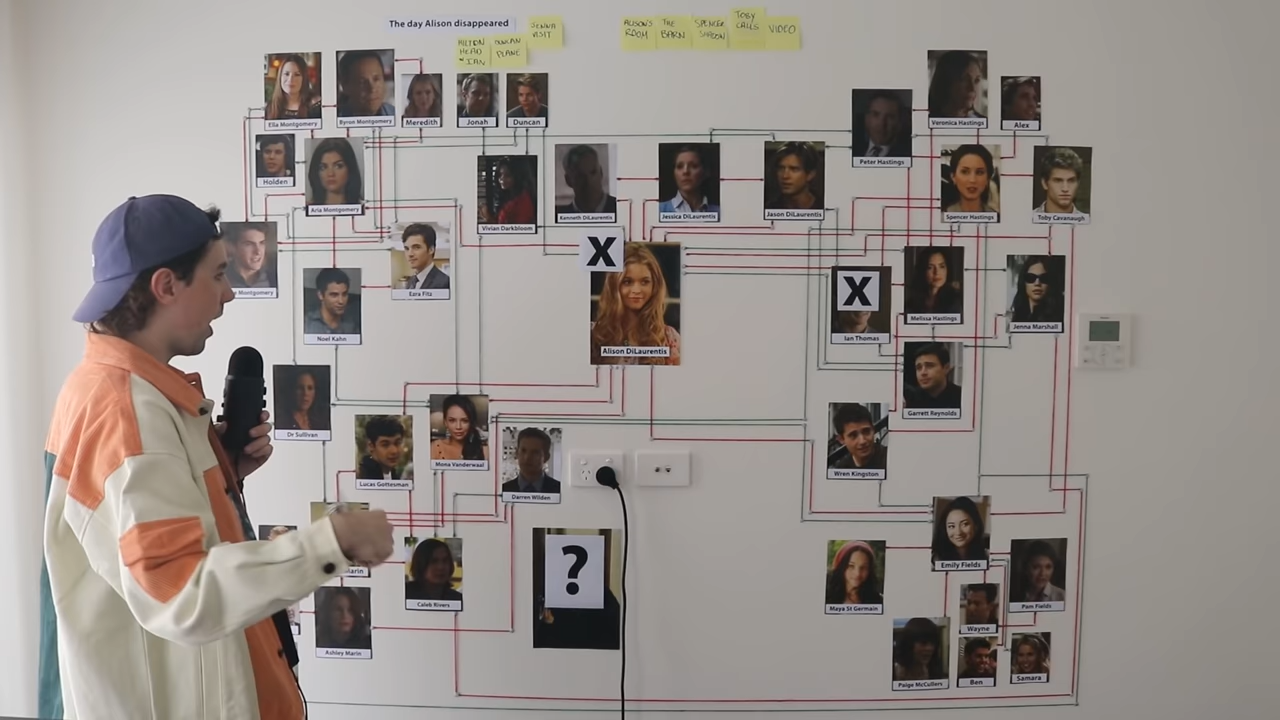 The day Alison disappeared
JENNA
VISIT
HILTON
HEAD
IAN
DUNCAN
PLANE
ALISON'S
ROOM
THE
BARN
SPENCER
TOBY
CALLS
VIDEO
Ella Montgomery
Byron Montgomery
Meredith
Jonah
Duncan
Veronica Hastings
Alex
Peter Hastings
Holden
Aria Montgomery
Vivian Darkbloom
Kenneth DiLaurentis
Jessica DiLaurentis
Jason DiLaurentis
Spencer Hastings
Toby Cavanaugh
X
Montgomery
Ezra Fitz
Noel Kahn
Alison DiLaurentis
X
Ian Thomas
Melissa Hastings
Jenna Marshall
Garrett Reynolds
Dr Sullivan
Lucas Gottesman
Mona Vanderwaal
Darren Wilden
Wren Kingston
?
Marin
Caleb Rivers
Ashley Marin
Emily Fields
Maya St Germain
Pam Fields
Wayne
Paige McCullers
Ben
Samara